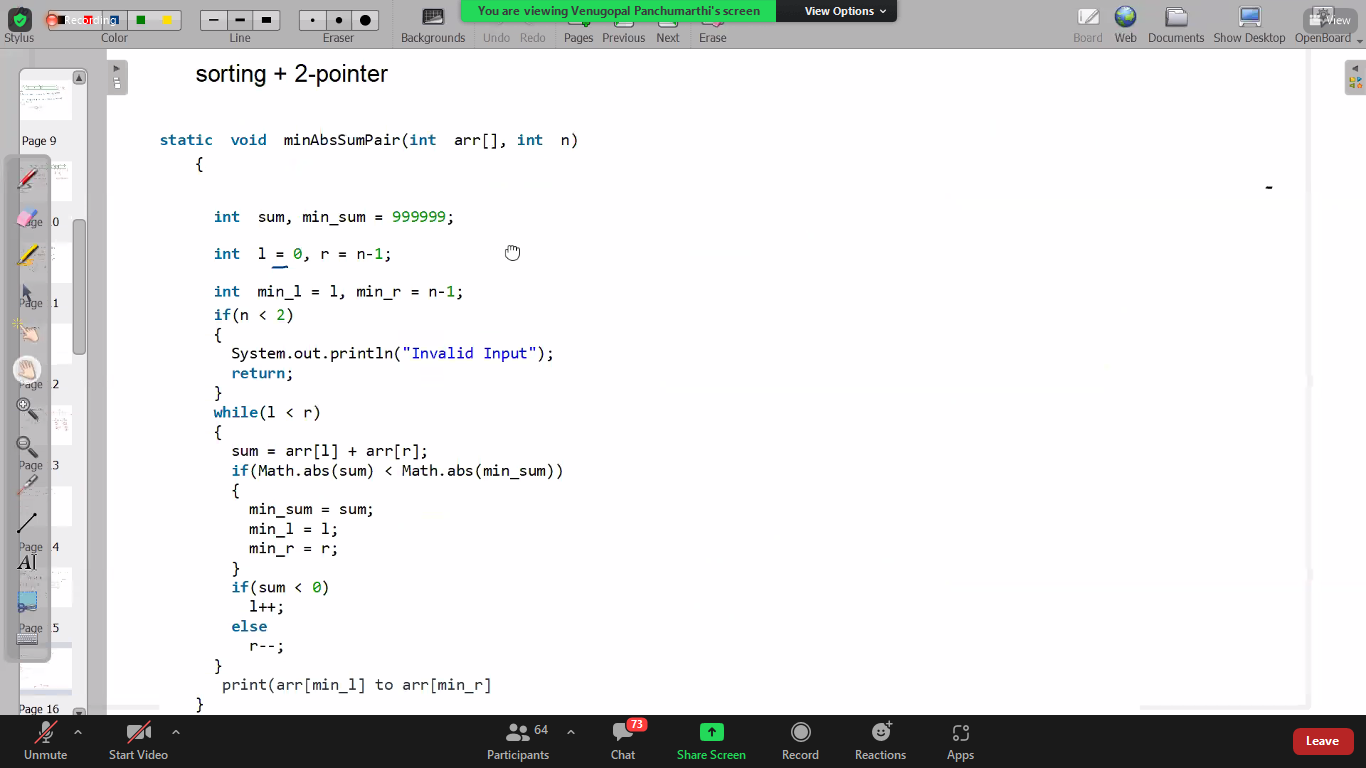 Recording
You are viewing Venugopal Panchumarthi's screen
View Options
View
Stylus
Color
Line
Eraser
Backgrounds
Undo
Redo
Pages
Previous
Next
Erase
Board
Web
Documents
Show Desktop
OpenBoard
sorting + 2-pointer
static void minAbsSumPair(int arr[], int n)
{
int sum, min_sum = 999999;
int l = 0, r = n-1;
int min_l = l, min_r = n-1;
if(n < 2)
{
System.out.println("Invalid Input");
return;
}
while(l < r)
{
sum = arr[l] + arr[r];
if(Math.abs(sum) < Math.abs(min_sum))
{
min_sum = sum;
min_l = l;
min_r = r;
}
if(sum < 0)
l++;
else
r--;
}
print(arr[min_l] to arr[min_r]
}
-
Page 9
ge 0
ge 1
ge 2
Page 3
Page 4
Page 5
Page 16
AI
Unmute
Start Video
64
Participants
73
Chat
Share Screen
Record
Reactions
Apps
Leave